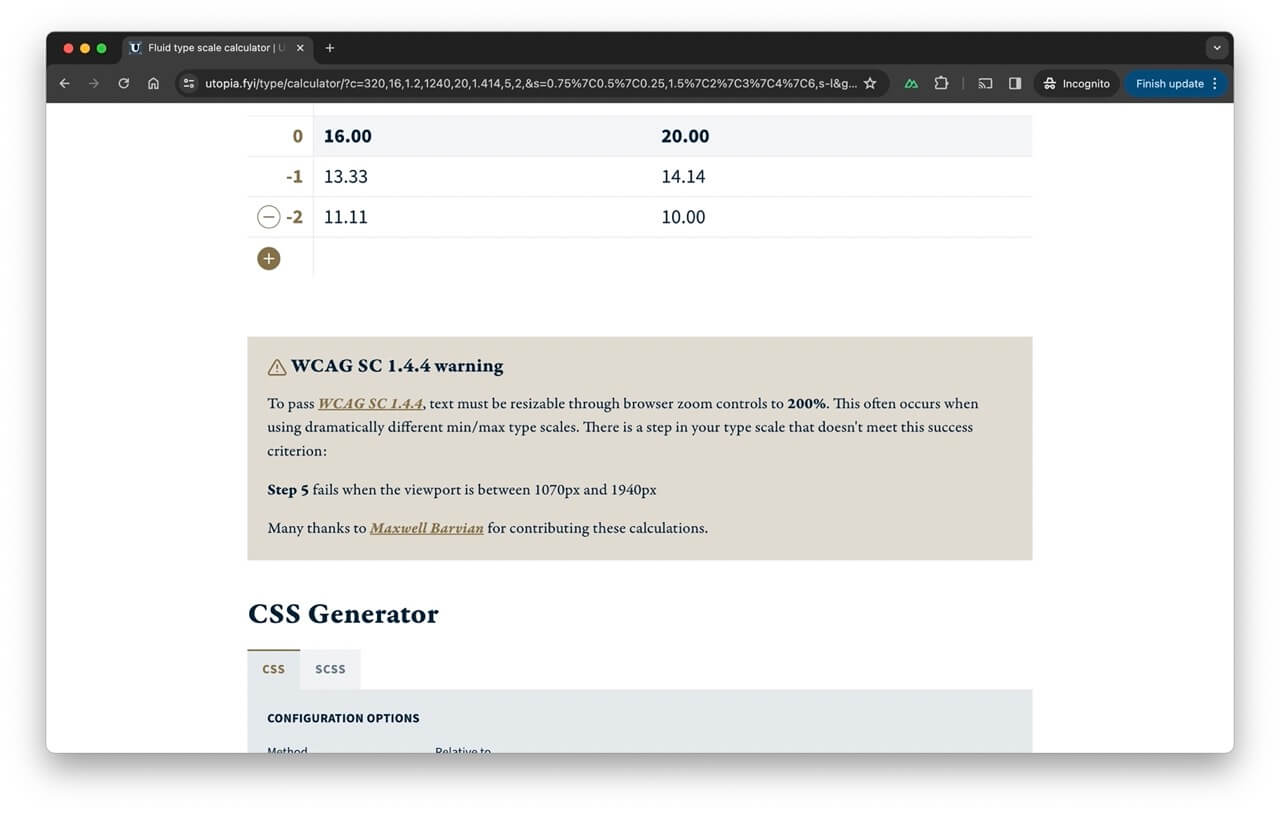 Fluid type scale calculator | U
utopia.fyi/type/calculator/?c=320,16,1.2,1240,20,1.414,5,2,&s=0.75%7C0.5%7C0.25,1.5%7C2%7C3%7C4%7C6,s-l&g...
Incognito
Finish update
0 16.00 20.00
-1 13.33 14.14
-2 11.11 10.00
WCAG SC 1.4.4 warning
To pass WCAG SC 1.4.4, text must be resizable through browser zoom controls to 200%. This often occurs when
using dramatically different min/max type scales. There is a step in your type scale that doesn't meet this success
criterion:
Step 5 fails when the viewport is between 1070px and 1940px
Many thanks to Maxwell Barvian for contributing these calculations.
CSS Generator
CSS SCSS
CONFIGURATION OPTIONS
Method Relative to